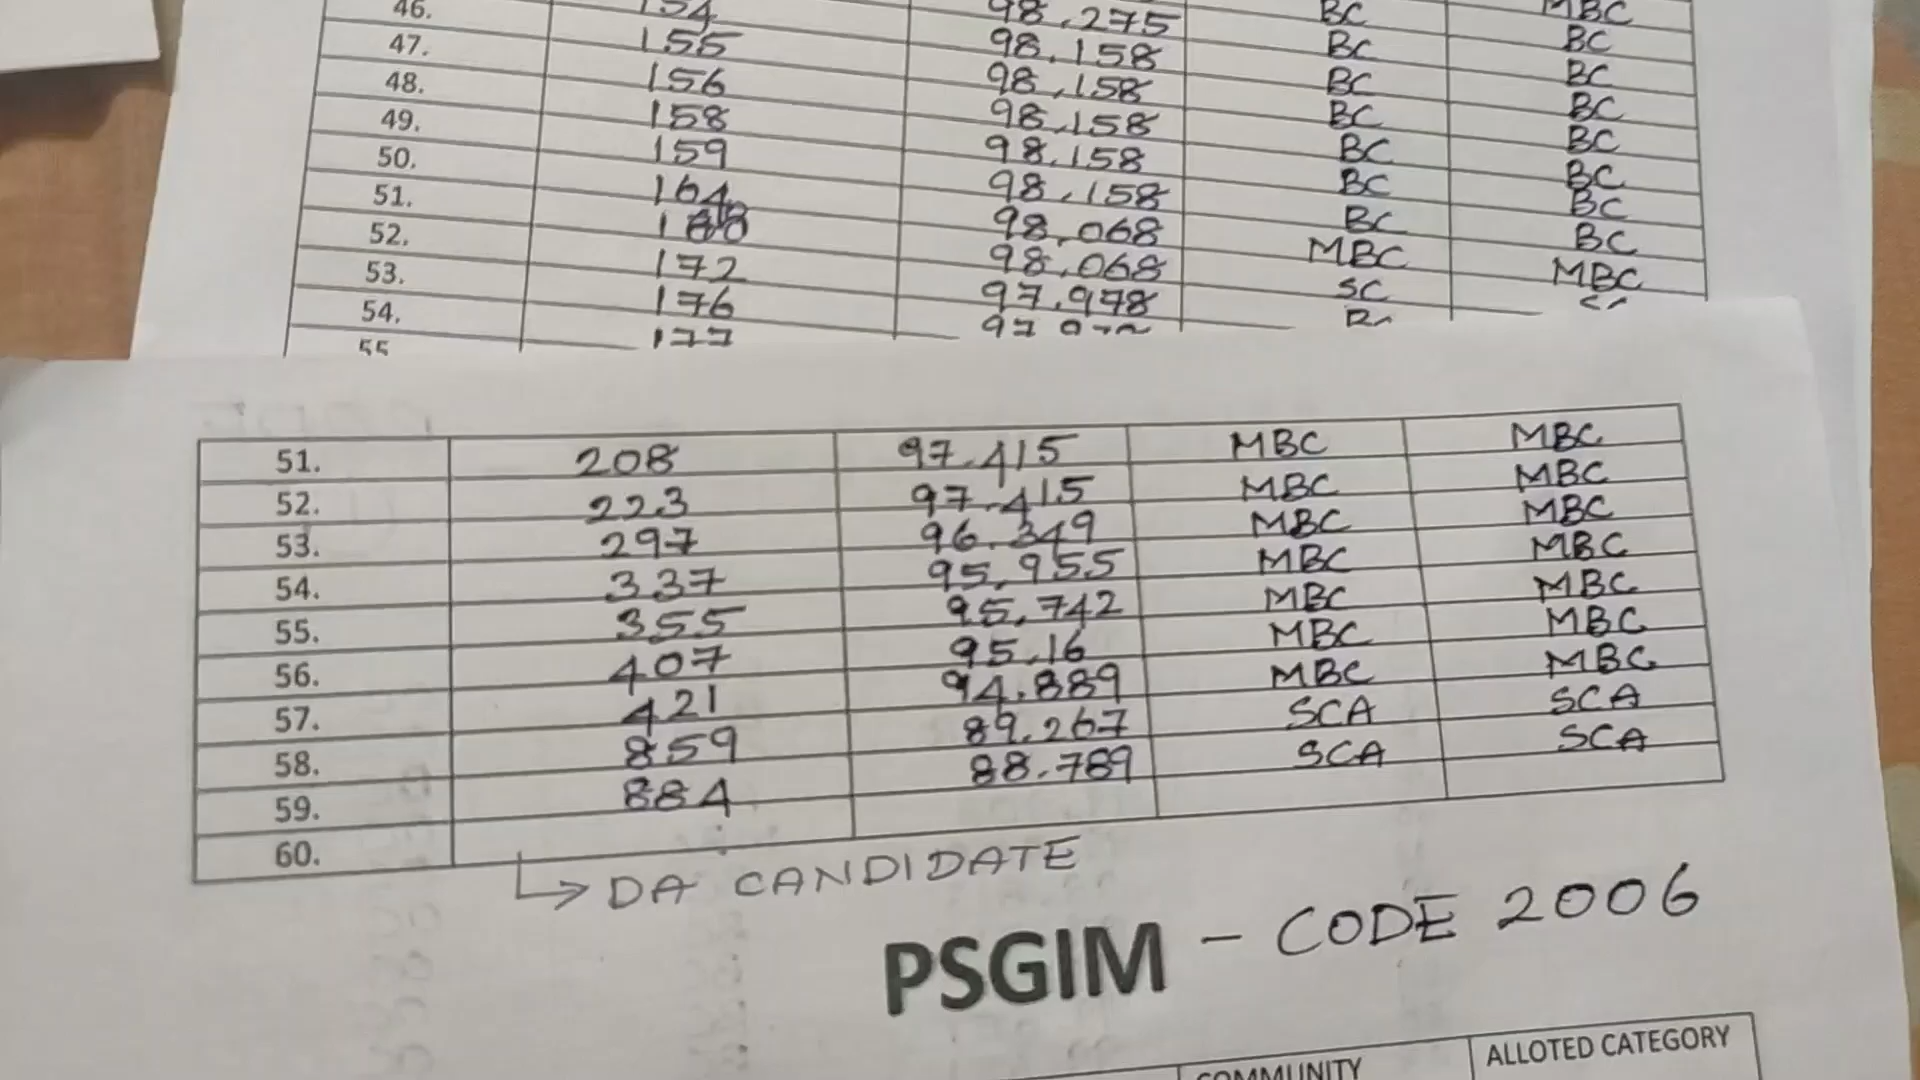 46. 154 98.275 BC BC
MBC
47. 155 98.158 BC BC
48. 156 98.158 BC BC
49. 158 98.158 BC BC
50. 159 98.158 BC BC
51. 164 98.158 BC BC
52. 98.068 BC BC
53. 172 98.068 MBC MBC
54. 176 97.978 SC
55 177
51. 208 97.415 MBC MBC
52. 223 97.415 MBC MBC
53. 297 96.349 MBC MBC
54. 337 95.955 MBC MBC
55. 355 95.742 MBC MBC
56. 407 95.16 MBC MBC
57. 421 94.889 MBC MBC
58. 859 89.267 SCA SCA
59. 884 88.789 SCA SCA
60.
DA CANDIDATE
PSGIM - CODE 2006
COMMUNITY ALLOTED CATEGORY